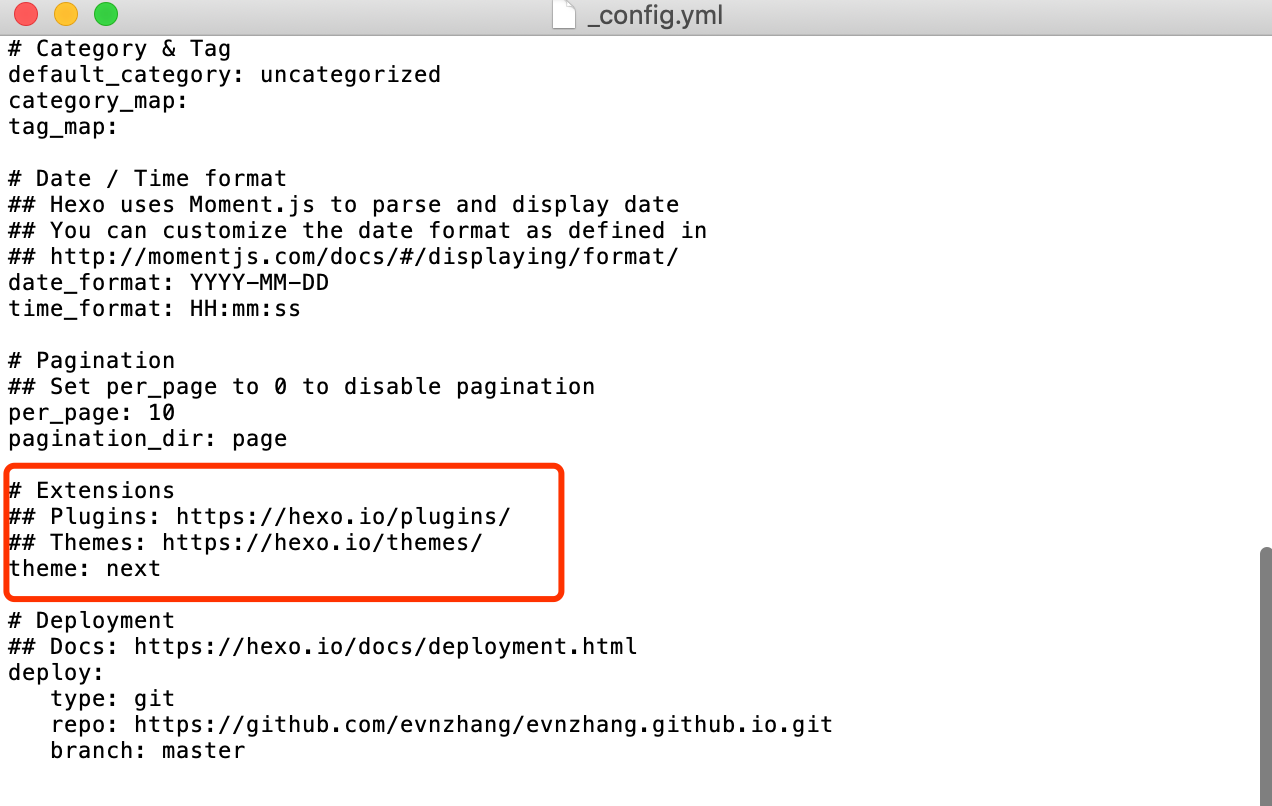 _config.yml
# Category & Tag
default_category: uncategorized
category_map:
tag_map:
# Date / Time format
## Hexo uses Moment.js to parse and display date
## You can customize the date format as defined in
## http://momentjs.com/docs/#/displaying/format/
date_format: YYYY-MM-DD
time_format: HH:mm:ss
# Pagination
## Set per_page to 0 to disable pagination
per_page: 10
pagination_dir: page
# Extensions
## Plugins: https://hexo.io/plugins/
## Themes: https://hexo.io/themes/
theme: next
# Deployment
## Docs: https://hexo.io/docs/deployment.html
deploy:
   type: git
   repo: https://github.com/evnzhang/evnzhang.github.io.git
   branch: master